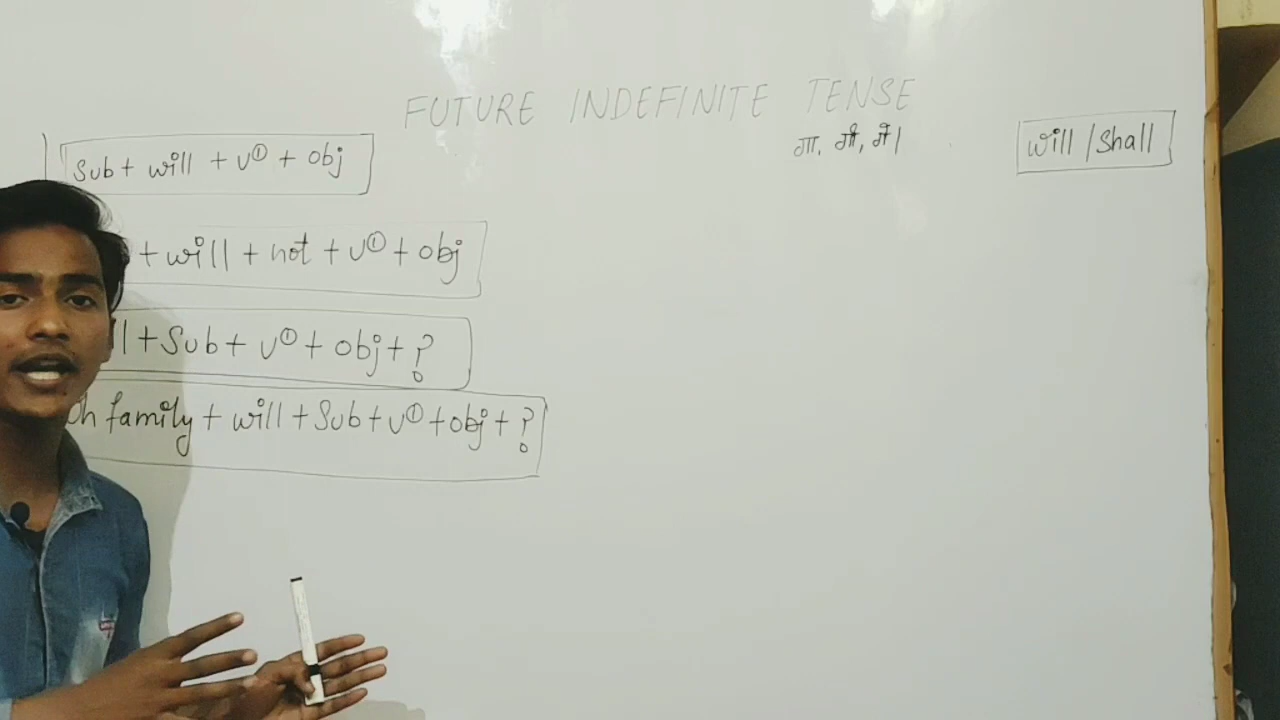 FUTURE INDEFINITE TENSE
गा, गी, गे।
will / Shall
Sub + will + v① + obj
+ will + not + v① + obj
+ Sub + v① + obj + ?
family + will + Sub + v① + obj + ?